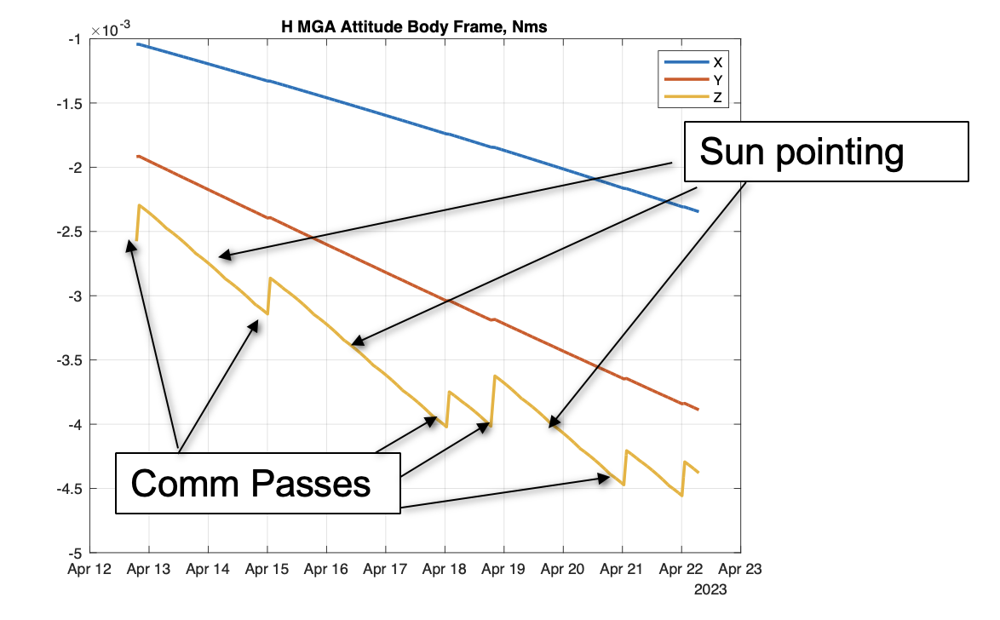 H MGA Attitude Body Frame, Nms
×10⁻³
-1
-1.5
-2
-2.5
-3
-3.5
-4
-4.5
-5
X
Y
Z
Sun pointing
Comm Passes
Apr 12 Apr 13 Apr 14 Apr 15 Apr 16 Apr 17 Apr 18 Apr 19 Apr 20 Apr 21 Apr 22 Apr 23
2023